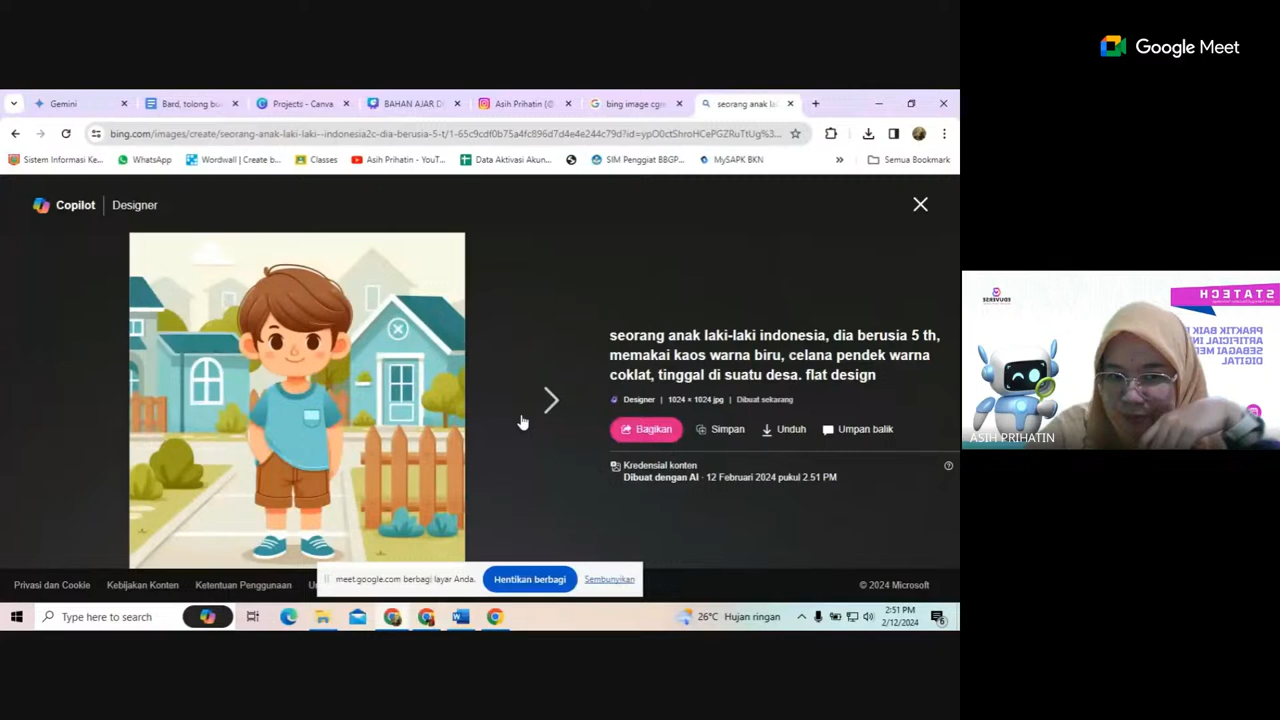 Google Meet
Gemini
Bard, tolong bu
Projects - Canva
BAHAN AJAR D
Asih Prihatin (@
bing image cre
seorang anak la
bing.com/images/create/seorang-anak-laki-laki--indonesia2c-dia-berusia-5-t/1-65c9cdf0b75a4fc896d7d4e4e244c79d?id=ypO0ctShroHCePGZRuTtUg%3...
Sistem Informasi Ke...
WhatsApp
Wordwall | Create b...
Classes
Asih Prihatin - YouT...
Data Aktivasi Akun...
SIM Penggiat BBGP...
MySAPK BKN
»
Semua Bookmark
Copilot | Designer
seorang anak laki-laki indonesia, dia berusia 5 th,
memakai kaos warna biru, celana pendek warna
coklat, tinggal di suatu desa. flat design
Designer | 1024 × 1024 jpg | Dibuat sekarang
Bagikan
Simpan
Unduh
Umpan balik
Kredensial konten
Dibuat dengan AI · 12 Februari 2024 pukul 2.51 PM
EDUVERSE
STATECH
PRAKTIK BAIK
DIGITAL
ASIH PRIHATIN
Privasi dan Cookie
Kebijakan Konten
Ketentuan Penggunaan
meet.google.com berbagi layar Anda.
Hentikan berbagi
Sembunyikan
© 2024 Microsoft
Type here to search
26°C Hujan ringan
2:51 PM
2/12/2024
6